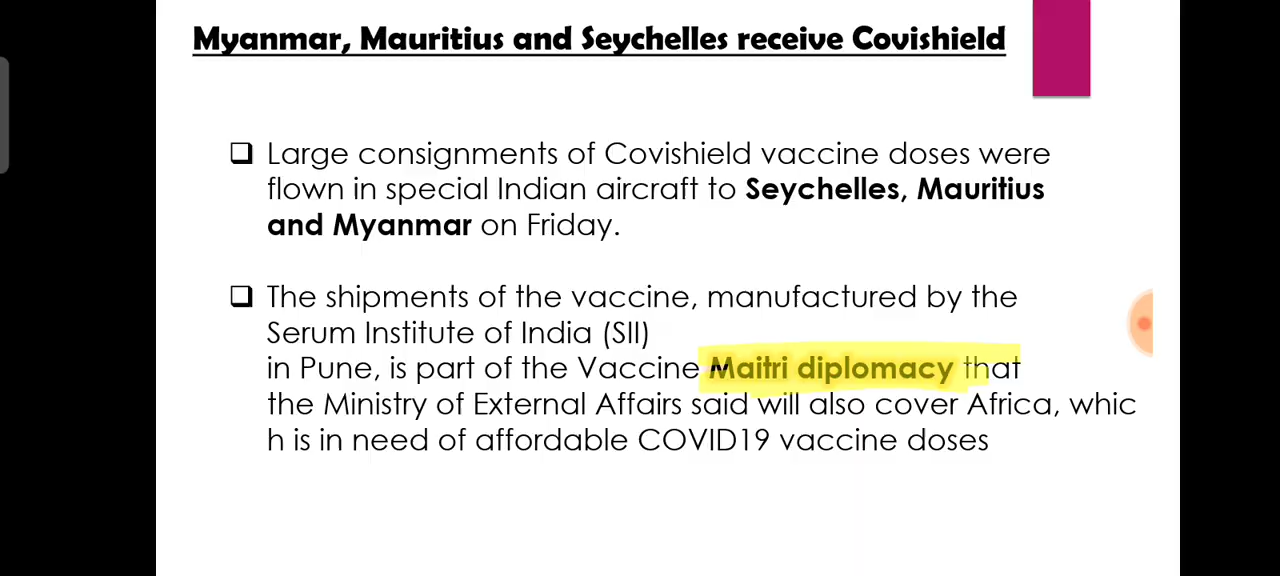 Myanmar, Mauritius and Seychelles receive Covishield
Large consignments of Covishield vaccine doses were
flown in special Indian aircraft to Seychelles, Mauritius
and Myanmar on Friday.
The shipments of the vaccine, manufactured by the
Serum Institute of India (SII)
in Pune, is part of the Vaccine Maitri diplomacy that
the Ministry of External Affairs said will also cover Africa, whic
h is in need of affordable COVID19 vaccine doses